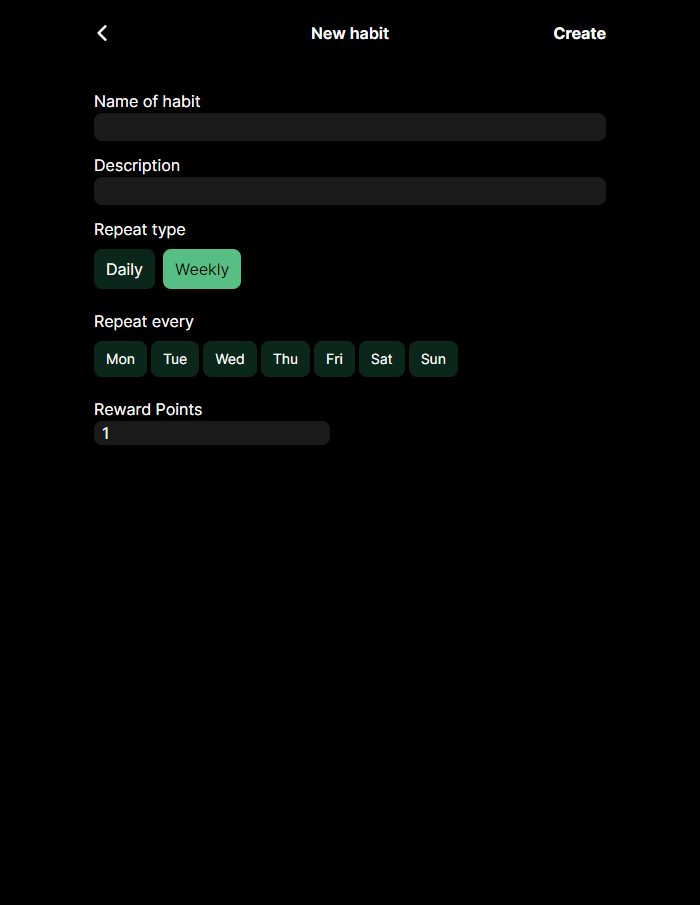 New habit Create
Name of habit
Description
Repeat type
Daily Weekly
Repeat every
Mon Tue Wed Thu Fri Sat Sun
Reward Points
1